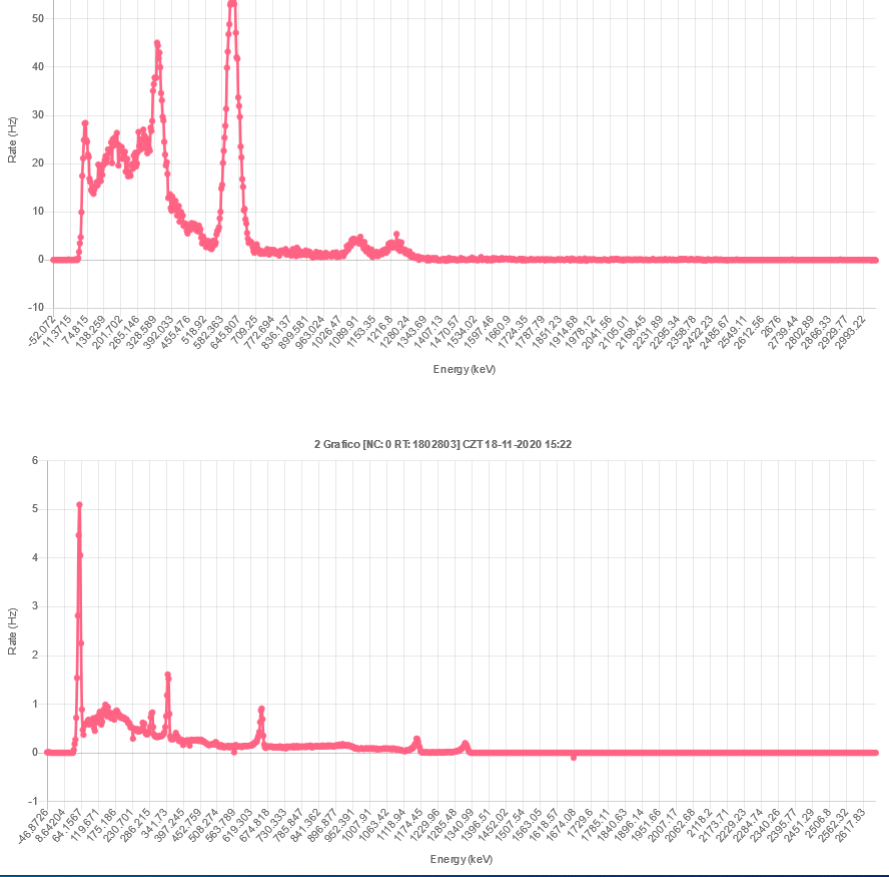 50
40
30
20
10
0
-10
Rate (Hz)
-52.072 11.3715 74.815 138.259 201.702 265.146 328.589 392.033 455.476 518.92 582.363 645.807 709.25 772.694 836.137 899.581 963.024 1026.47 1089.91 1153.35 1216.8 1280.24 1343.69 1407.13 1470.57 1534.02 1597.46 1660.9 1724.35 1787.79 1851.23 1914.68 1978.12 2041.56 2105.01 2168.45 2231.89 2295.34 2358.78 2422.23 2485.67 2549.11 2612.56 2676 2739.44 2802.89 2866.33 2929.77 2993.22
Energy (keV)
2 Grafico [NC: 0 RT: 1802803] CZT 18-11-2020 15:22
6
5
4
3
2
1
0
-1
Rate (Hz)
-46.8726 8.64204 64.1567 119.671 175.186 230.701 286.215 341.73 397.245 452.759 508.274 563.789 619.303 674.818 730.333 785.847 841.362 896.877 952.391 1007.91 1063.42 1118.94 1174.45 1229.96 1285.48 1340.99 1396.51 1452.02 1507.54 1563.05 1618.57 1674.08 1729.6 1785.11 1840.63 1896.14 1951.66 2007.17 2062.68 2118.2 2173.71 2229.23 2284.74 2340.26 2395.77 2451.29 2506.8 2562.32 2617.83
Energy (keV)